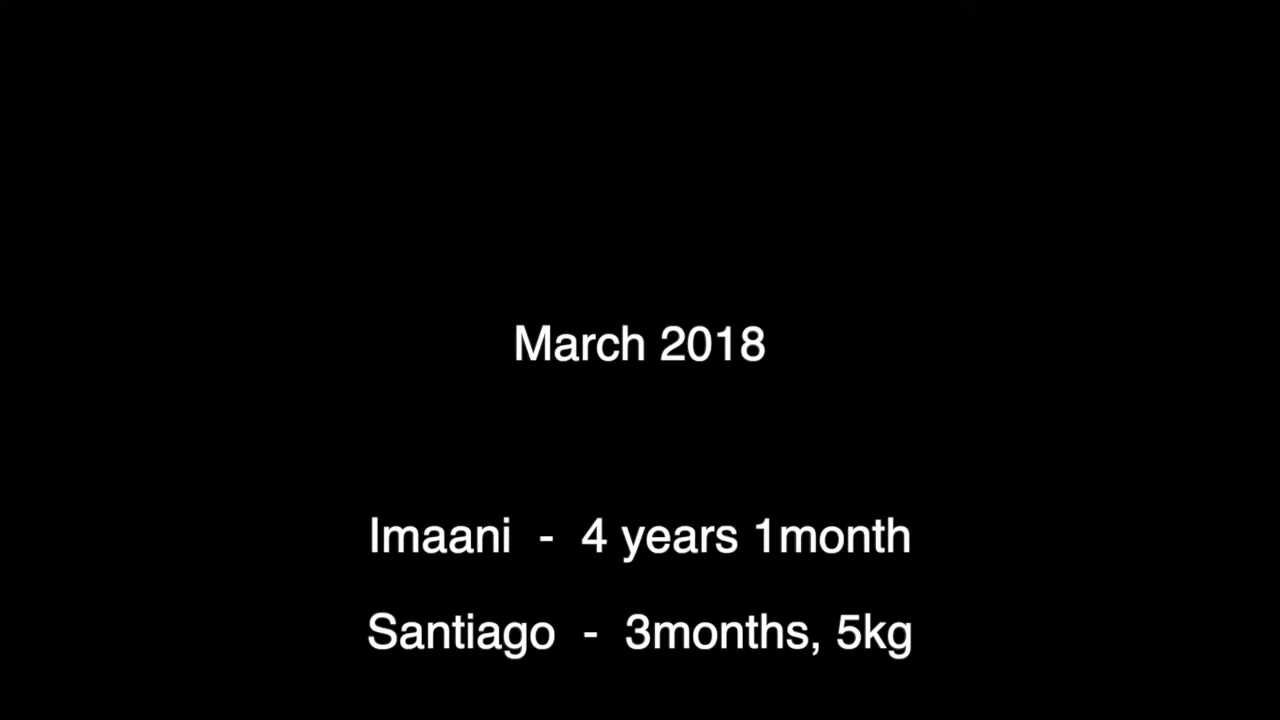 March 2018
Imaani - 4 years 1month
Santiago - 3months, 5kg